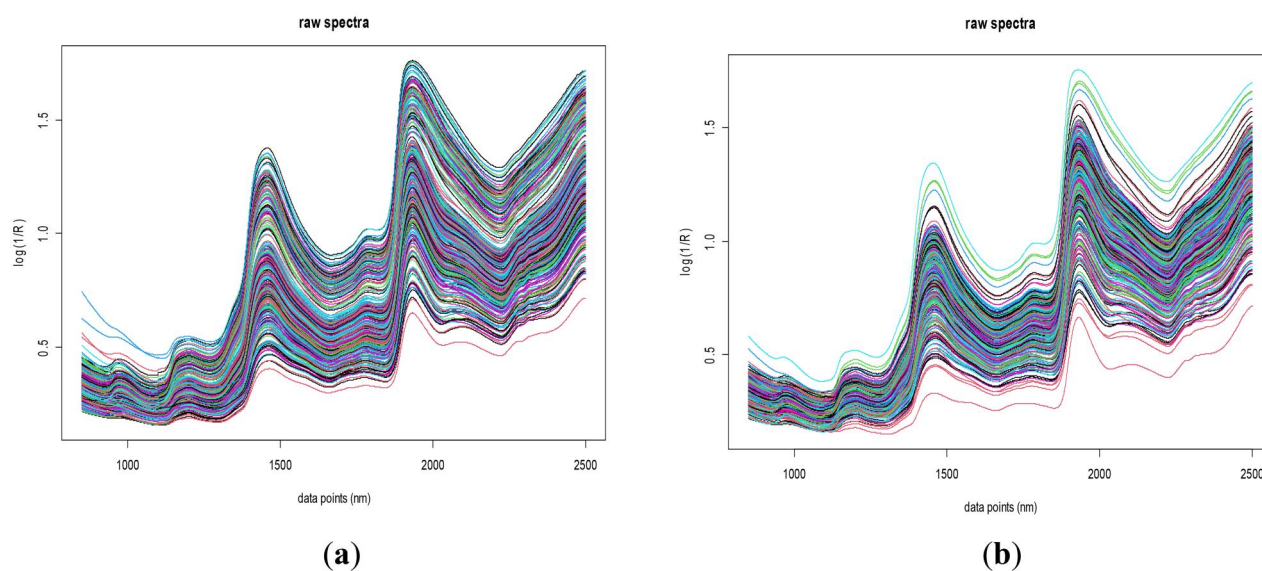 raw spectra
log(1/R)
1.5
1.0
0.5
1000
1500
2000
2500
data points (nm)
(a)
raw spectra
log(1/R)
1.5
1.0
0.5
1000
1500
2000
2500
data points (nm)
(b)